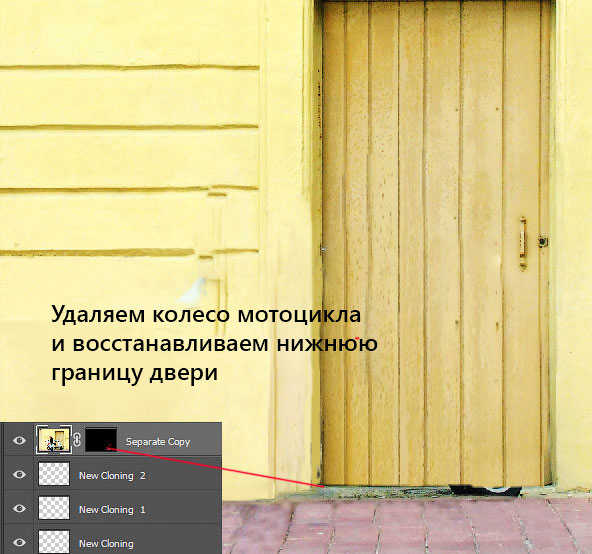 Удаляем колесо мотоцикла
и восстанавливаем нижнюю
границу двери
Separate Copy
New Cloning 2
New Cloning 1
New Cloning